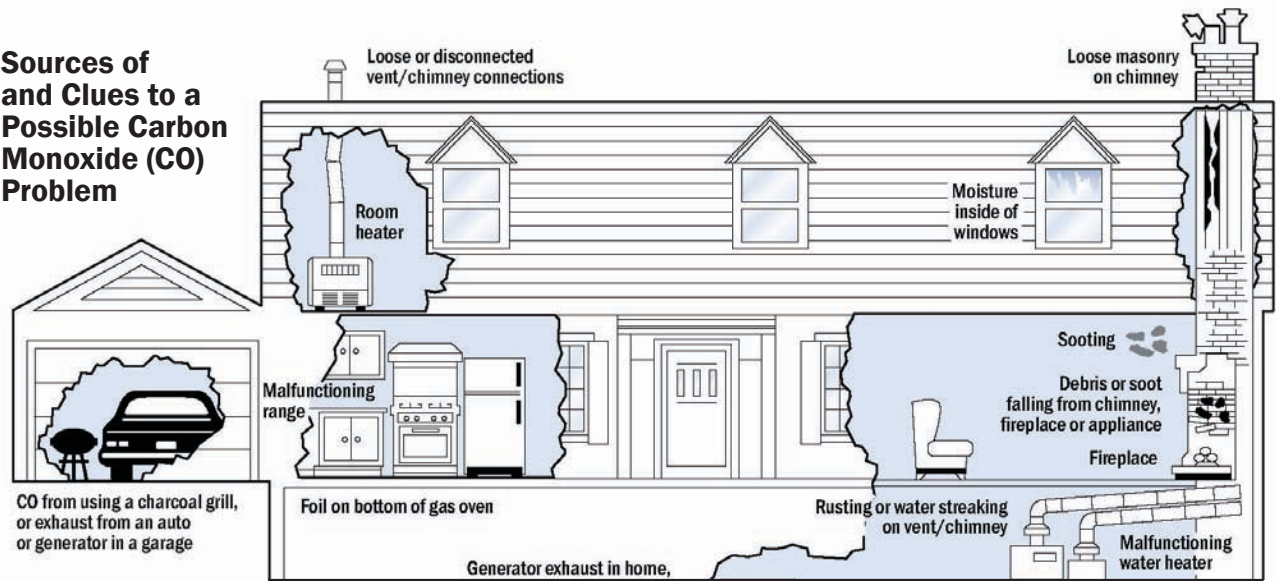 Sources of
and Clues to a
Possible Carbon
Monoxide (CO)
Problem
Loose or disconnected
vent/chimney connections
Loose masonry
on chimney
Room
heater
Moisture
inside of
windows
Malfunctioning
range
Sooting
Debris or soot
falling from chimney,
fireplace or appliance
Fireplace
CO from using a charcoal grill,
or exhaust from an auto
or generator in a garage
Foil on bottom of gas oven
Rusting or water streaking
on vent/chimney
Malfunctioning
water heater
Generator exhaust in home,